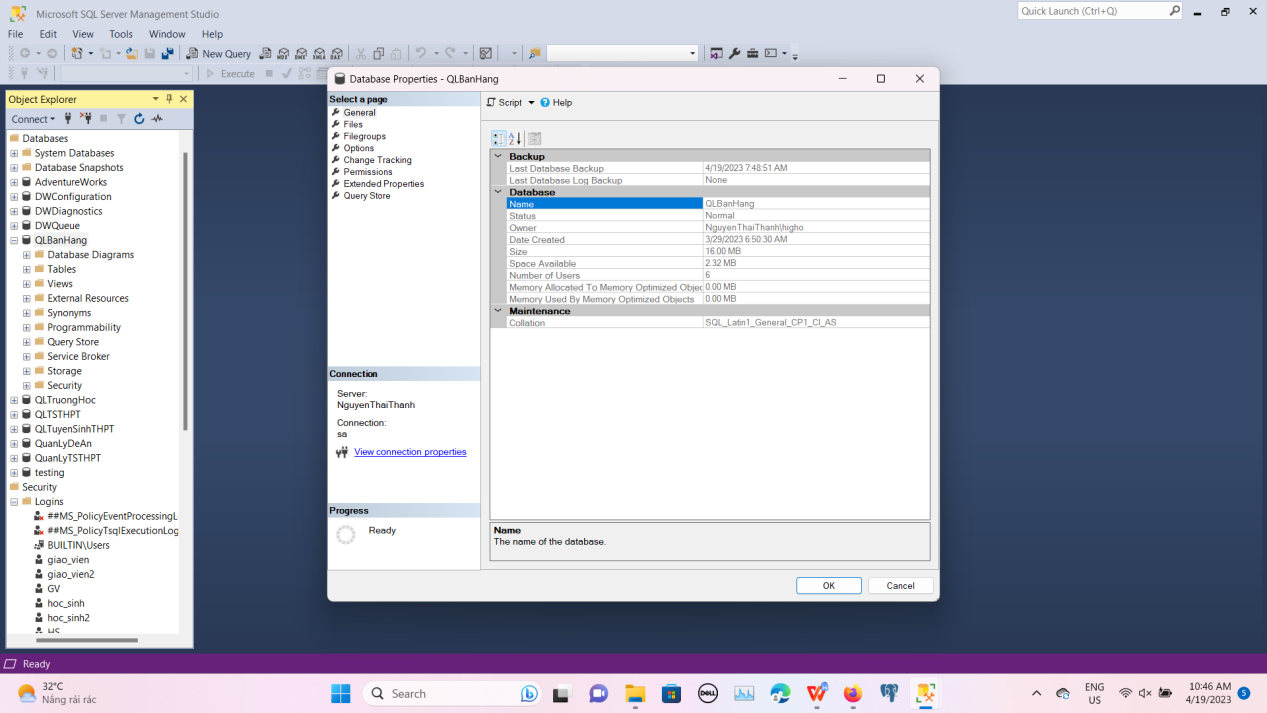 Microsoft SQL Server Management Studio
Quick Launch (Ctrl+Q)
File Edit View Tools Window Help
New Query
MDX DMX XMLA DAX
Execute
Object Explorer
Connect
Databases
System Databases
Database Snapshots
AdventureWorks
DWConfiguration
DWDiagnostics
DWQueue
QLBanHang
Database Diagrams
Tables
Views
External Resources
Synonyms
Programmability
Query Store
Service Broker
Storage
Security
QLTruongHoc
QLTSTHPT
QLTuyenSinhTHPT
QuanLyDeAn
QuanLyTSTHPT
testing
Security
Logins
##MS_PolicyEventProcessingL
##MS_PolicyTsqlExecutionLog
BUILTIN\Users
giao_vien
giao_vien2
GV
hoc_sinh
hoc_sinh2
HS
Database Properties - QLBanHang
Select a page
General
Files
Filegroups
Options
Change Tracking
Permissions
Extended Properties
Query Store
Connection
Server:
NguyenThaiThanh
Connection:
sa
View connection properties
Progress
Ready
Script Help
Backup
Last Database Backup 4/19/2023 7:48:51 AM
Last Database Log Backup None
Database
Name QLBanHang
Status Normal
Owner NguyenThaiThanh\higho
Date Created 3/29/2023 6:50:30 AM
Size 16.00 MB
Space Available 2.32 MB
Number of Users 6
Memory Allocated To Memory Optimized Objec 0.00 MB
Memory Used By Memory Optimized Objects 0.00 MB
Maintenance
Collation SQL_Latin1_General_CP1_CI_AS
Name
The name of the database.
OK Cancel
Ready
32°C
Nắng rải rác
Search
DELL
ENG
US
10:46 AM
4/19/2023
5